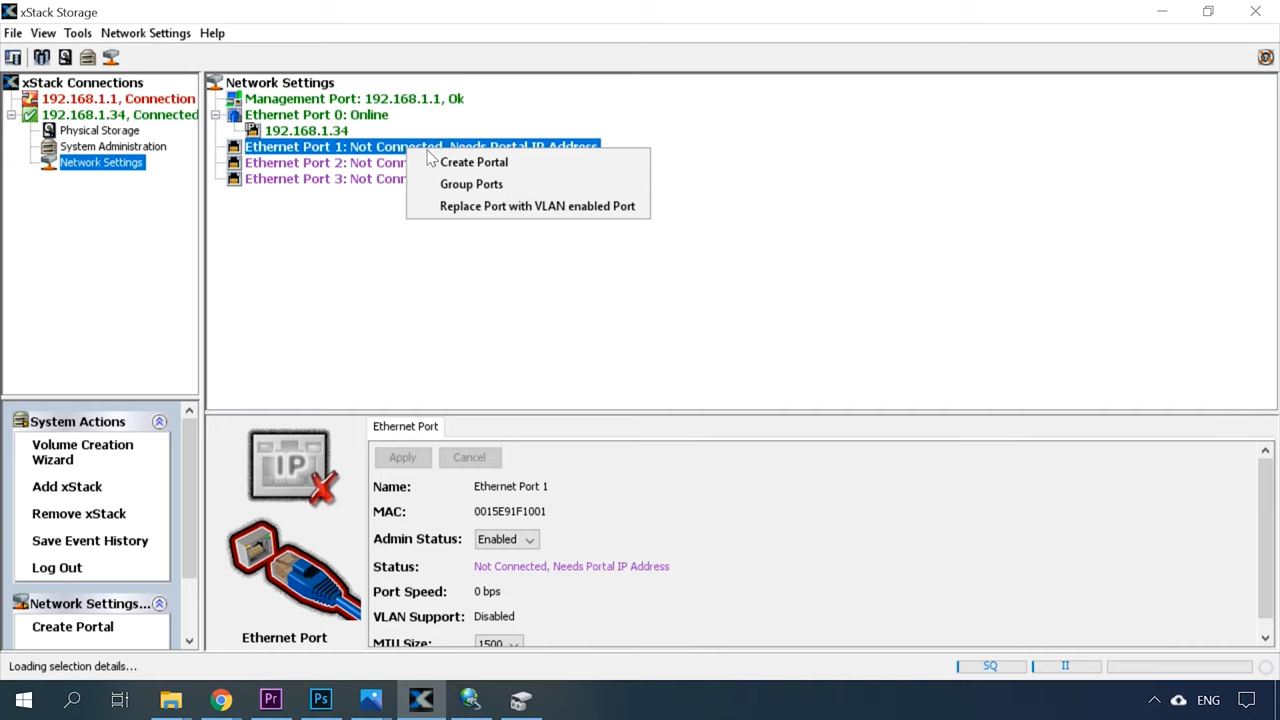 xStack Storage
File View Tools Network Settings Help
xStack Connections
192.168.1.1, Connection
192.168.1.34, Connected
Physical Storage
System Administration
Network Settings
Network Settings
Management Port: 192.168.1.1, Ok
Ethernet Port 0: Online
192.168.1.34
Ethernet Port 1: Not Connected, Needs Portal IP Address
Ethernet Port 2: Not Conn
Ethernet Port 3: Not Conn
Create Portal
Group Ports
Replace Port with VLAN enabled Port
System Actions
Volume Creation
Wizard
Add xStack
Remove xStack
Save Event History
Log Out
Network Settings...
Create Portal
IP
Ethernet Port
Ethernet Port
Apply Cancel
Name: Ethernet Port 1
MAC: 0015E91F1001
Admin Status: Enabled
Status: Not Connected, Needs Portal IP Address
Port Speed: 0 bps
VLAN Support: Disabled
MTU Size: 1500
Loading selection details...
SQ II
Pr Ps ENG